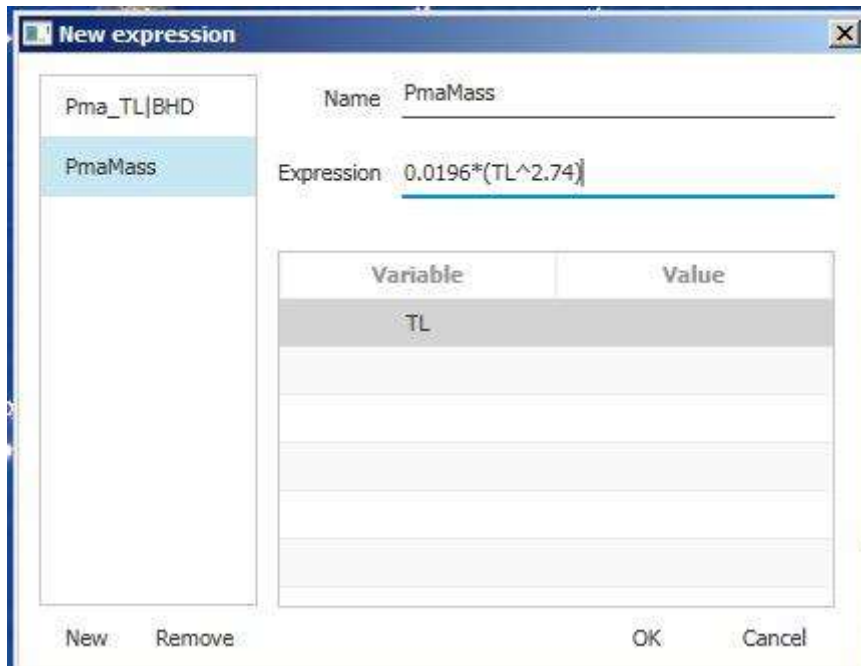 New expression
Pma_TL|BHD
PmaMass
Name PmaMass
Expression 0.0196*(TL^2.74)
Variable Value
TL
New Remove OK Cancel